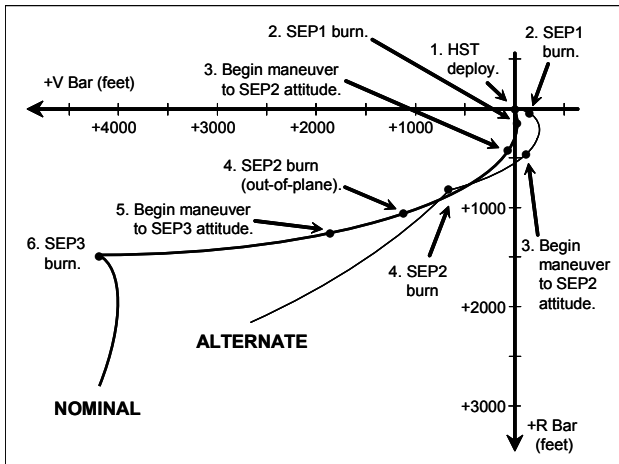 2. SEP1 burn.
2. SEP1
burn.
1. HST
deploy.
+V Bar (feet)
3. Begin maneuver
to SEP2 attitude.
+4000
+3000
+2000
+1000
4. SEP2 burn
(out-of-plane).
5. Begin maneuver
to SEP3 attitude.
6. SEP3
burn.
+1000
4. SEP2
burn
3. Begin
maneuver
to SEP2
attitude.
+2000
ALTERNATE
NOMINAL
+3000
+R Bar
(feet)